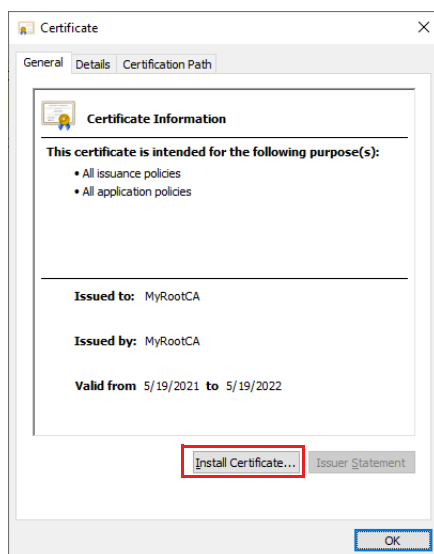 Certificate
General Details Certification Path
Certificate Information
This certificate is intended for the following purpose(s):
• All issuance policies
• All application policies
Issued to: MyRootCA
Issued by: MyRootCA
Valid from 5/19/2021 to 5/19/2022
Install Certificate... Issuer Statement
OK